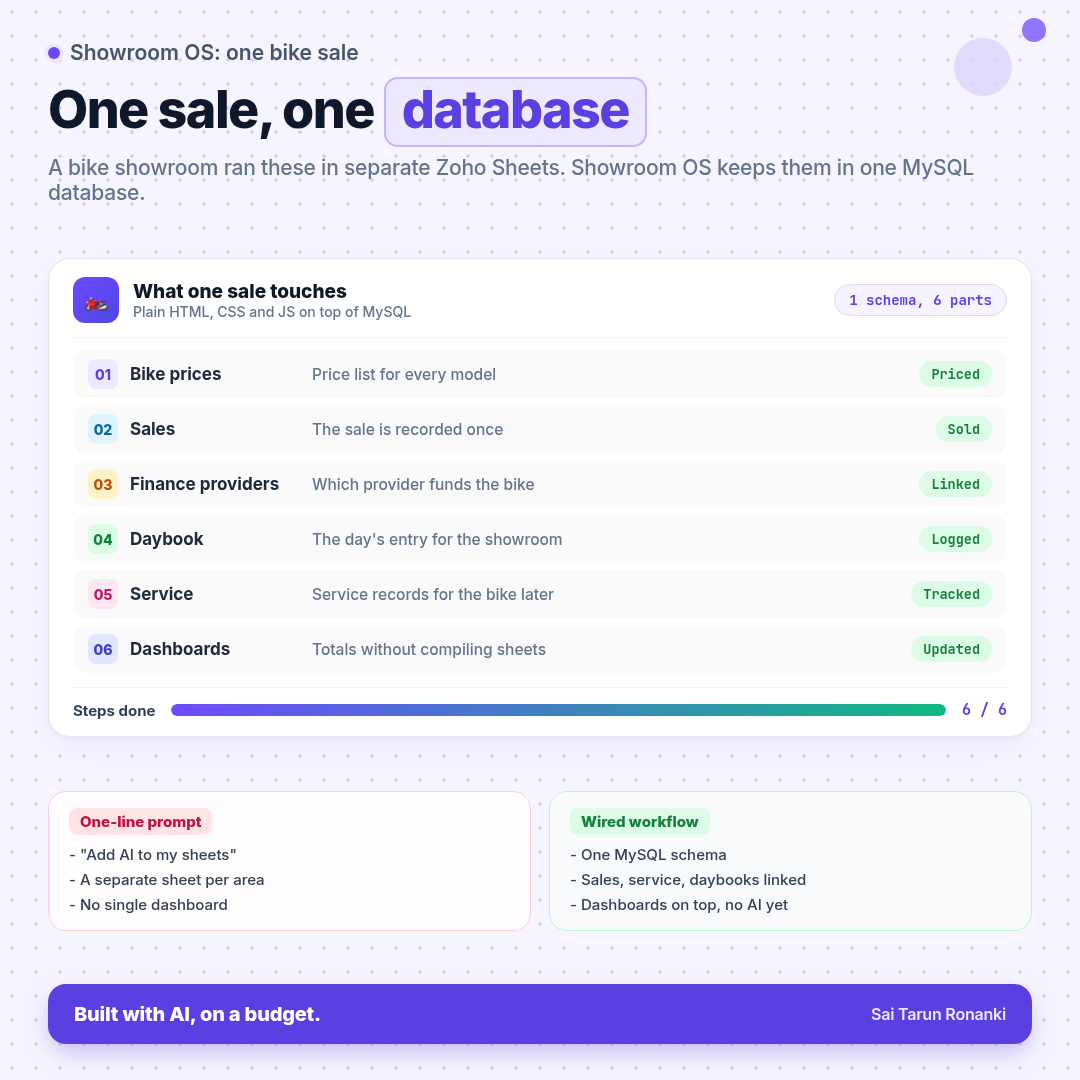 Showroom OS: one bike sale
One sale, one database
A bike showroom ran these in separate Zoho Sheets. Showroom OS keeps them in one MySQL
database.
What one sale touches
Plain HTML, CSS and JS on top of MySQL
1 schema, 6 parts
01 Bike prices Price list for every model Priced
02 Sales The sale is recorded once Sold
03 Finance providers Which provider funds the bike Linked
04 Daybook The day's entry for the showroom Logged
05 Service Service records for the bike later Tracked
06 Dashboards Totals without compiling sheets Updated
Steps done 6 / 6
One-line prompt
- "Add AI to my sheets"
- A separate sheet per area
- No single dashboard
Wired workflow
- One MySQL schema
- Sales, service, daybooks linked
- Dashboards on top, no AI yet
Built with AI, on a budget.
Sai Tarun Ronanki